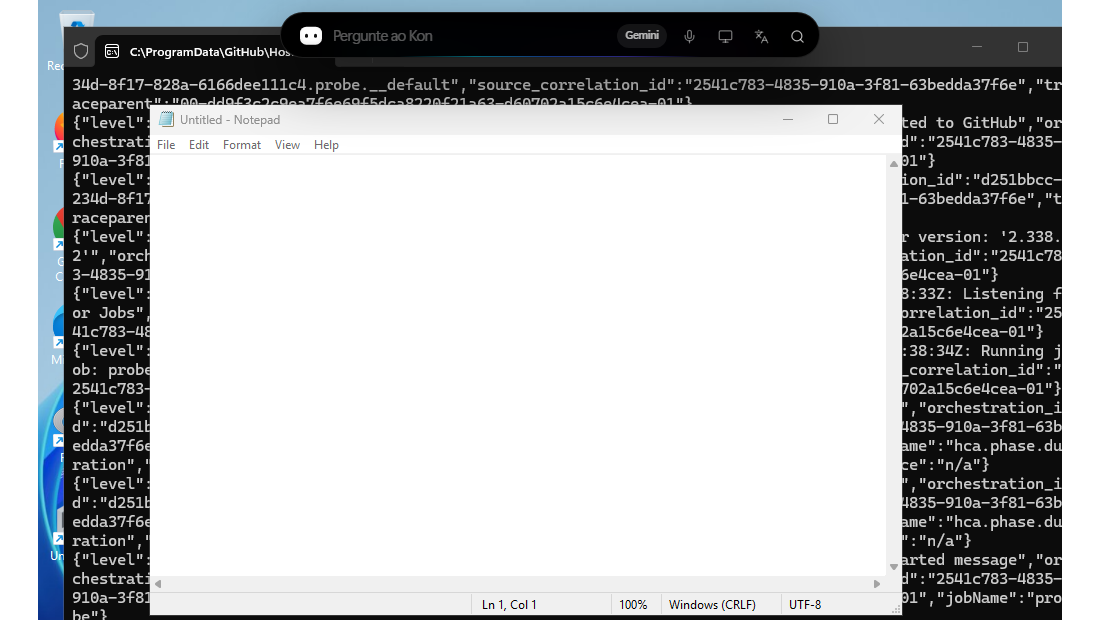 Pergunte ao Kon
Gemini
C:\ProgramData\GitHub\Hos
34d-8f17-828a-6166dee111c4.probe.__default","source_correlation_id":"2541c783-4835-910a-3f81-63bedda37f6e","tr
aceparent":"00-dd9f3c2c9ea7f6e69f5dca8220f21a63-d60702a15c6e4cea-01"}
{"level": ted to GitHub","or
chestrati d":"2541c783-4835-
910a-3f81 01"}
{"level": ion_id":"d251bbcc-
234d-8f17 1-63bedda37f6e","t
raceparen
{"level": r version: '2.338.
2'","orch ation_id":"2541c78
3-4835-91 6e4cea-01"}
{"level": 8:33Z: Listening f
or Jobs", orrelation_id":"25
41c783-48 2a15c6e4cea-01"}
{"level": :38:34Z: Running j
ob: probe _correlation_id":"
2541c783- 702a15c6e4cea-01"}
{"level": ","orchestration_i
d":"d251b 4835-910a-3f81-63b
edda37f6e ame":"hca.phase.du
ration"," ce":"n/a"}
{"level": ","orchestration_i
d":"d251b 4835-910a-3f81-63b
edda37f6e ame":"hca.phase.du
ration"," ":"n/a"}
{"level": arted message","or
chestrati d":"2541c783-4835-
910a-3f81 01","jobName":"pro
be"}
Untitled - Notepad
File Edit Format View Help
Ln 1, Col 1 100% Windows (CRLF) UTF-8